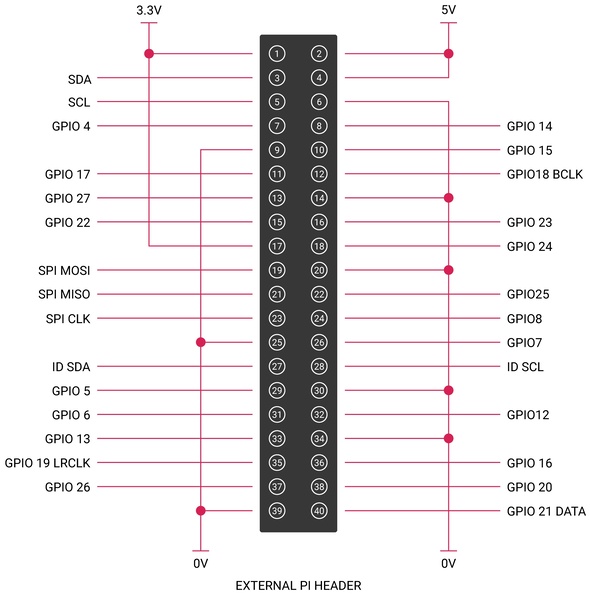 3.3V 5V
1 2
SDA 3 4
SCL 5 6
GPIO 4 7 8 GPIO 14
9 10 GPIO 15
GPIO 17 11 12 GPIO18 BCLK
GPIO 27 13 14
GPIO 22 15 16 GPIO 23
17 18 GPIO 24
SPI MOSI 19 20
SPI MISO 21 22 GPIO25
SPI CLK 23 24 GPIO8
25 26 GPIO7
ID SDA 27 28 ID SCL
GPIO 5 29 30
GPIO 6 31 32 GPIO12
GPIO 13 33 34
GPIO 19 LRCLK 35 36 GPIO 16
GPIO 26 37 38 GPIO 20
39 40 GPIO 21 DATA
0V 0V
EXTERNAL PI HEADER